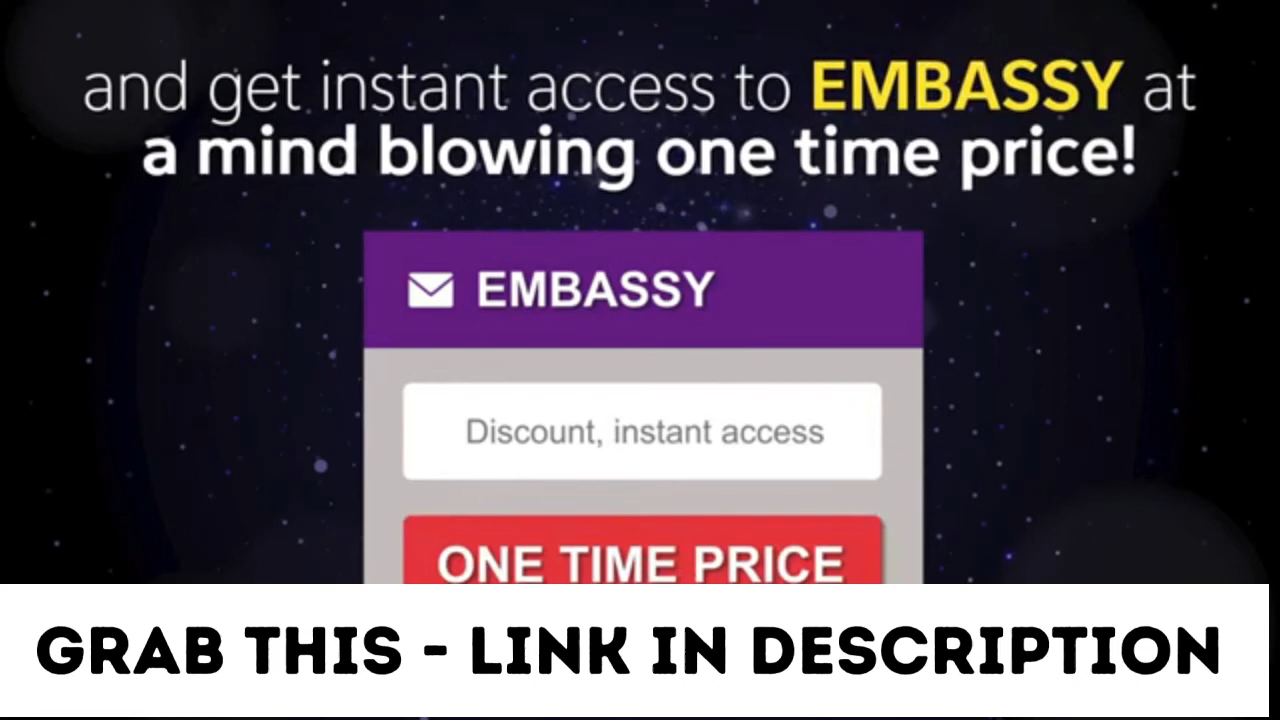 and get instant access to EMBASSY at
a mind blowing one time price!
EMBASSY
Discount, instant access
ONE TIME PRICE
GRAB THIS - LINK IN DESCRIPTION